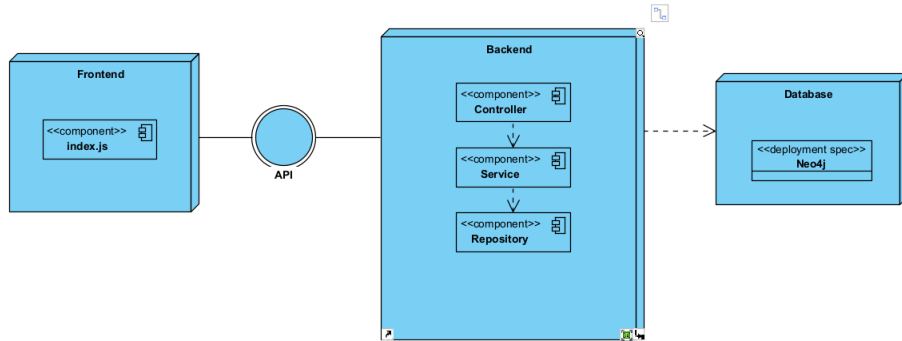 Frontend
<<component>>
index.js
API
Backend
<<component>>
Controller
<<component>>
Service
<<component>>
Repository
Database
<<deployment spec>>
Neo4j